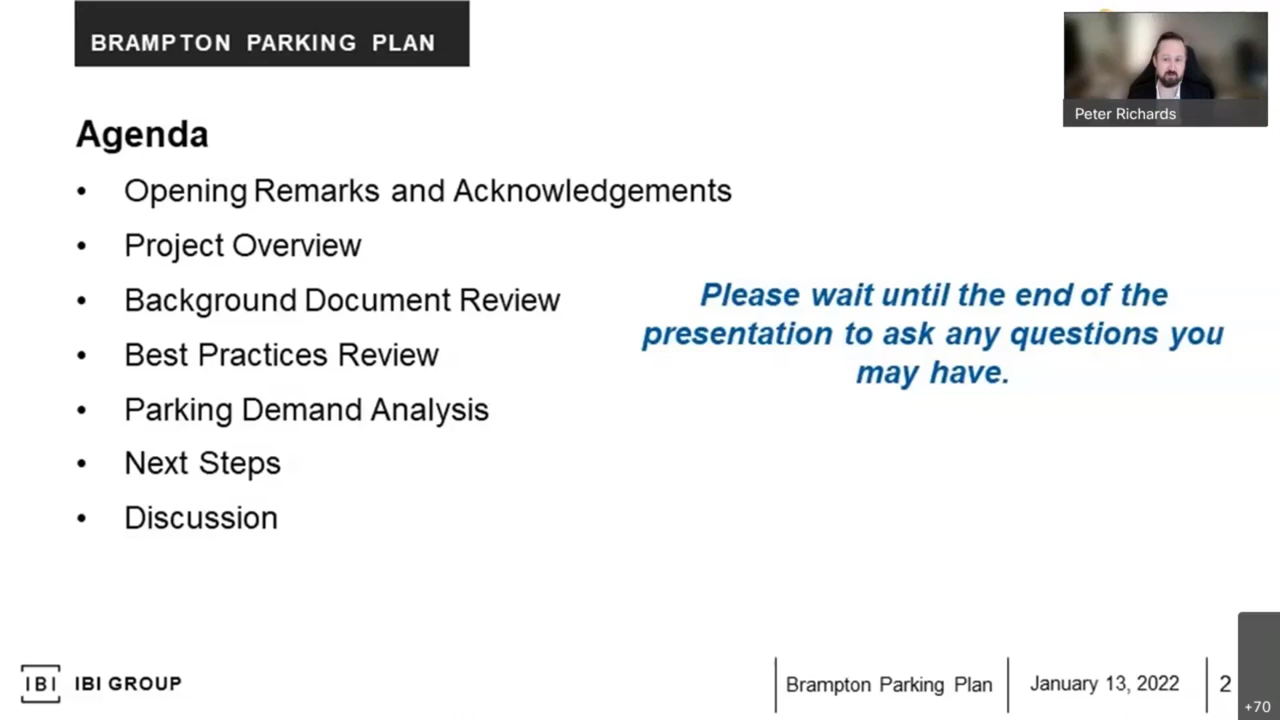 BRAMPTON PARKING PLAN
Peter Richards
Agenda
• Opening Remarks and Acknowledgements
• Project Overview
• Background Document Review
• Best Practices Review
• Parking Demand Analysis
• Next Steps
• Discussion
Please wait until the end of the
presentation to ask any questions you
may have.
IBI IBI GROUP
Brampton Parking Plan
January 13, 2022
2
+70